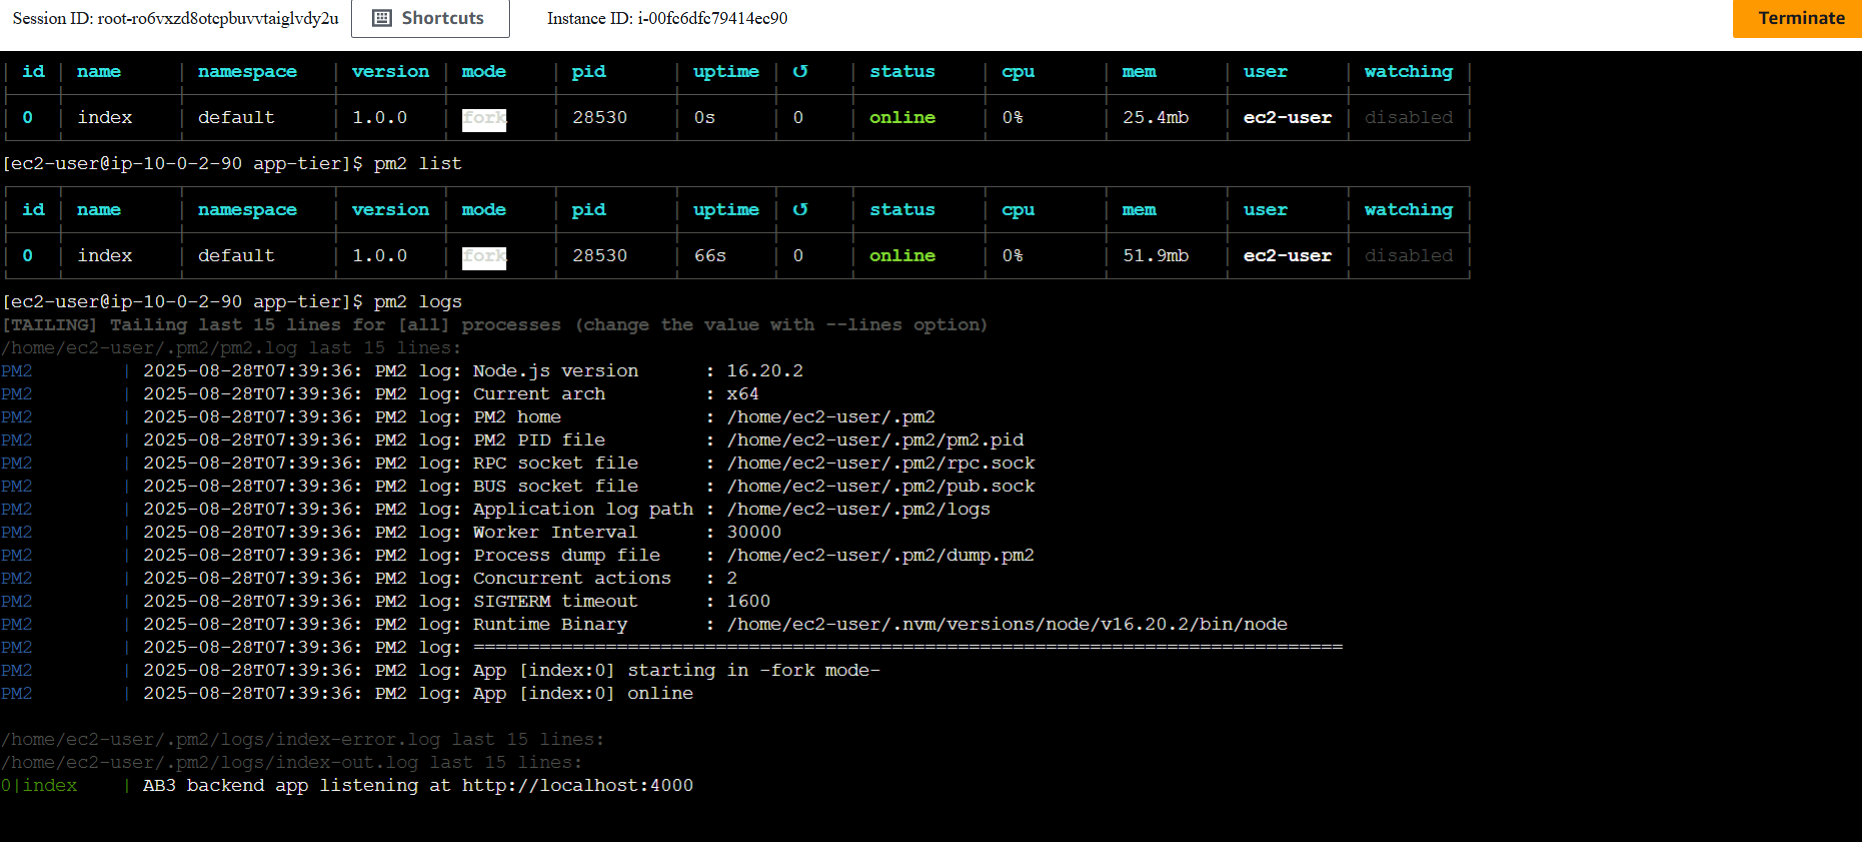 Session ID: root-ro6vxzd8otcpbuvvtaiglvdy2u Shortcuts Instance ID: i-00fc6dfc79414ec90 Terminate
id name namespace version mode pid uptime ↺ status cpu mem user watching
0 index default 1.0.0 fork 28530 0s 0 online 0% 25.4mb ec2-user disabled
[ec2-user@ip-10-0-2-90 app-tier]$ pm2 list
id name namespace version mode pid uptime ↺ status cpu mem user watching
0 index default 1.0.0 fork 28530 66s 0 online 0% 51.9mb ec2-user disabled
[ec2-user@ip-10-0-2-90 app-tier]$ pm2 logs
[TAILING] Tailing last 15 lines for [all] processes (change the value with --lines option)
/home/ec2-user/.pm2/pm2.log last 15 lines:
PM2 | 2025-08-28T07:39:36: PM2 log: Node.js version : 16.20.2
PM2 | 2025-08-28T07:39:36: PM2 log: Current arch : x64
PM2 | 2025-08-28T07:39:36: PM2 log: PM2 home : /home/ec2-user/.pm2
PM2 | 2025-08-28T07:39:36: PM2 log: PM2 PID file : /home/ec2-user/.pm2/pm2.pid
PM2 | 2025-08-28T07:39:36: PM2 log: RPC socket file : /home/ec2-user/.pm2/rpc.sock
PM2 | 2025-08-28T07:39:36: PM2 log: BUS socket file : /home/ec2-user/.pm2/pub.sock
PM2 | 2025-08-28T07:39:36: PM2 log: Application log path : /home/ec2-user/.pm2/logs
PM2 | 2025-08-28T07:39:36: PM2 log: Worker Interval : 30000
PM2 | 2025-08-28T07:39:36: PM2 log: Process dump file : /home/ec2-user/.pm2/dump.pm2
PM2 | 2025-08-28T07:39:36: PM2 log: Concurrent actions : 2
PM2 | 2025-08-28T07:39:36: PM2 log: SIGTERM timeout : 1600
PM2 | 2025-08-28T07:39:36: PM2 log: Runtime Binary : /home/ec2-user/.nvm/versions/node/v16.20.2/bin/node
PM2 | 2025-08-28T07:39:36: PM2 log: ===============================================================================
PM2 | 2025-08-28T07:39:36: PM2 log: App [index:0] starting in -fork mode-
PM2 | 2025-08-28T07:39:36: PM2 log: App [index:0] online
/home/ec2-user/.pm2/logs/index-error.log last 15 lines:
/home/ec2-user/.pm2/logs/index-out.log last 15 lines:
0|index | AB3 backend app listening at http://localhost:4000